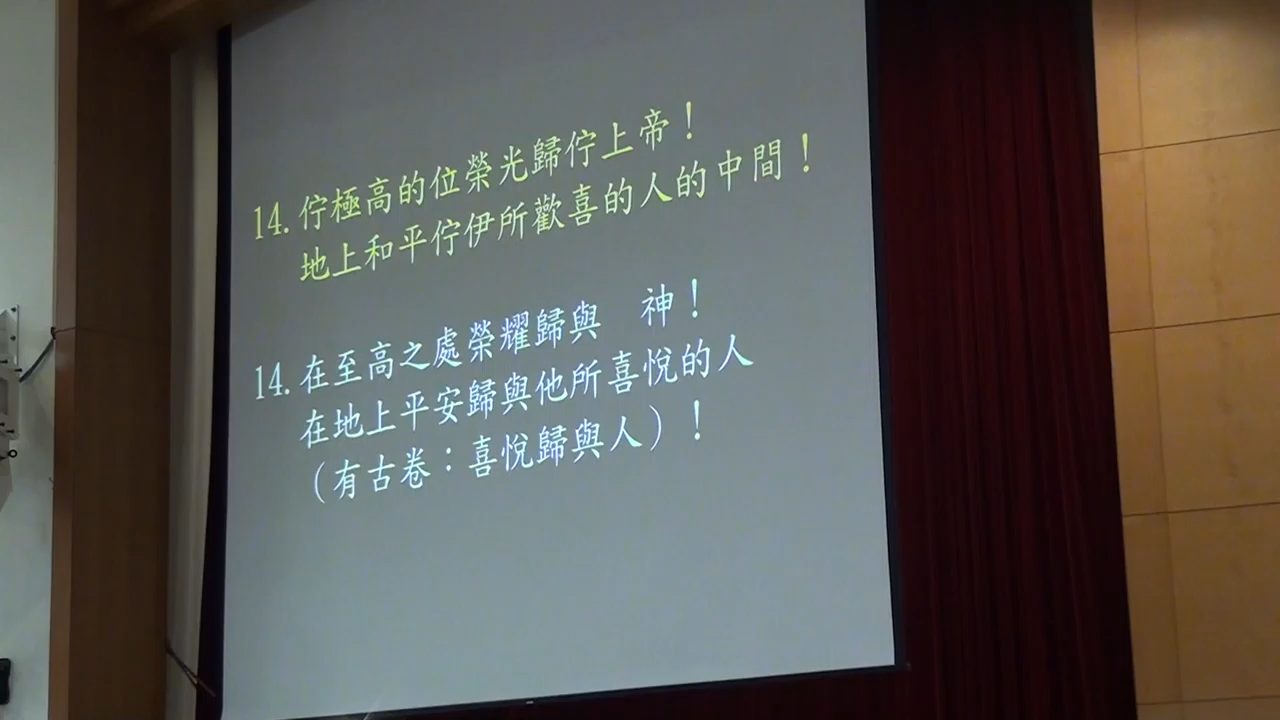 14. 佇極高的位榮光歸佇上帝！
地上和平佇伊所歡喜的人的中間！
14. 在至高之處榮耀歸與　神！
在地上平安歸與他所喜悅的人
（有古卷：喜悅歸與人）！